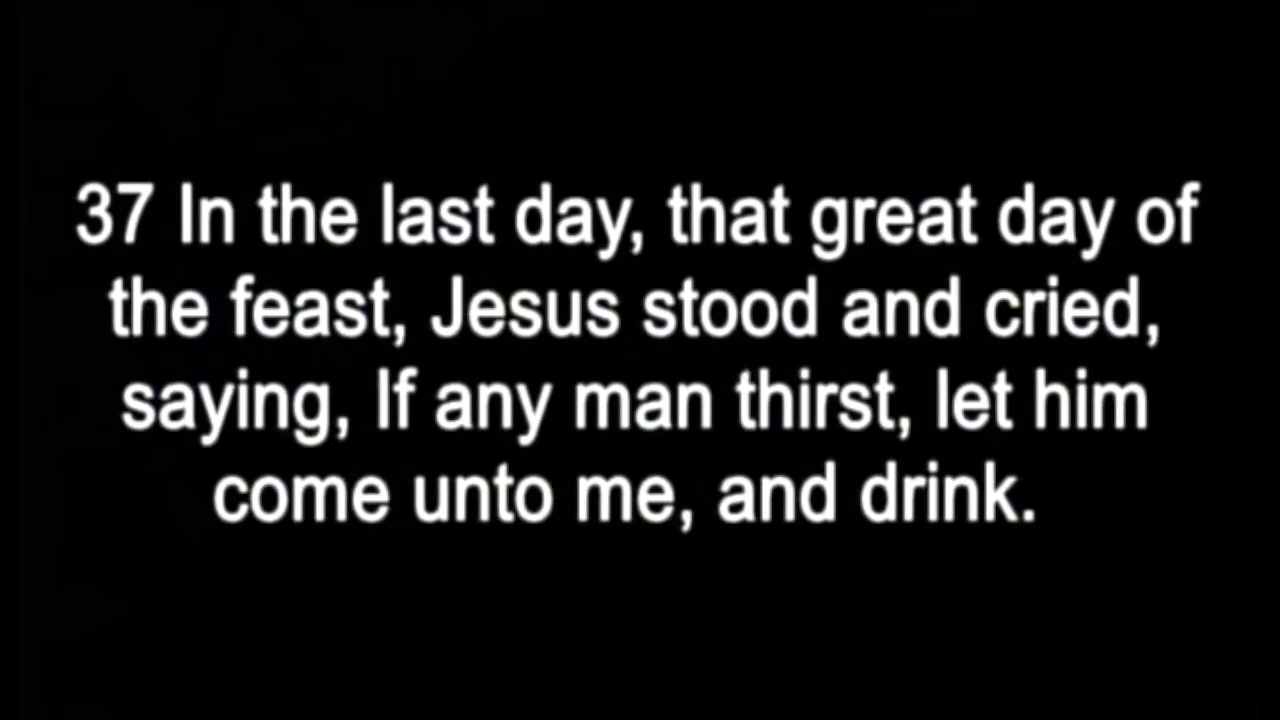 37 In the last day, that great day of
the feast, Jesus stood and cried,
saying, If any man thirst, let him
come unto me, and drink.